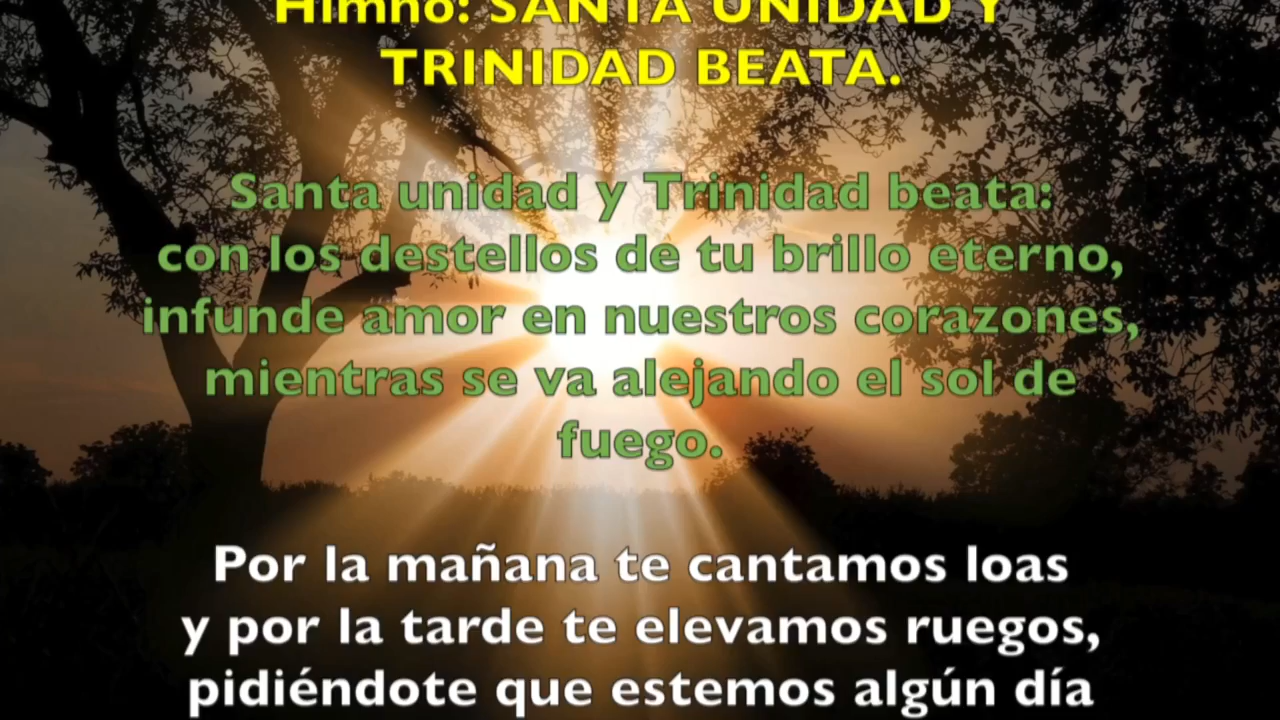 Himno: SANTA UNIDAD Y
TRINIDAD BEATA.
Santa unidad y Trinidad beata:
con los destellos de tu brillo eterno,
infunde amor en nuestros corazones,
mientras se va alejando el sol de
fuego.
Por la mañana te cantamos loas
y por la tarde te elevamos ruegos,
pidiéndote que estemos algún día